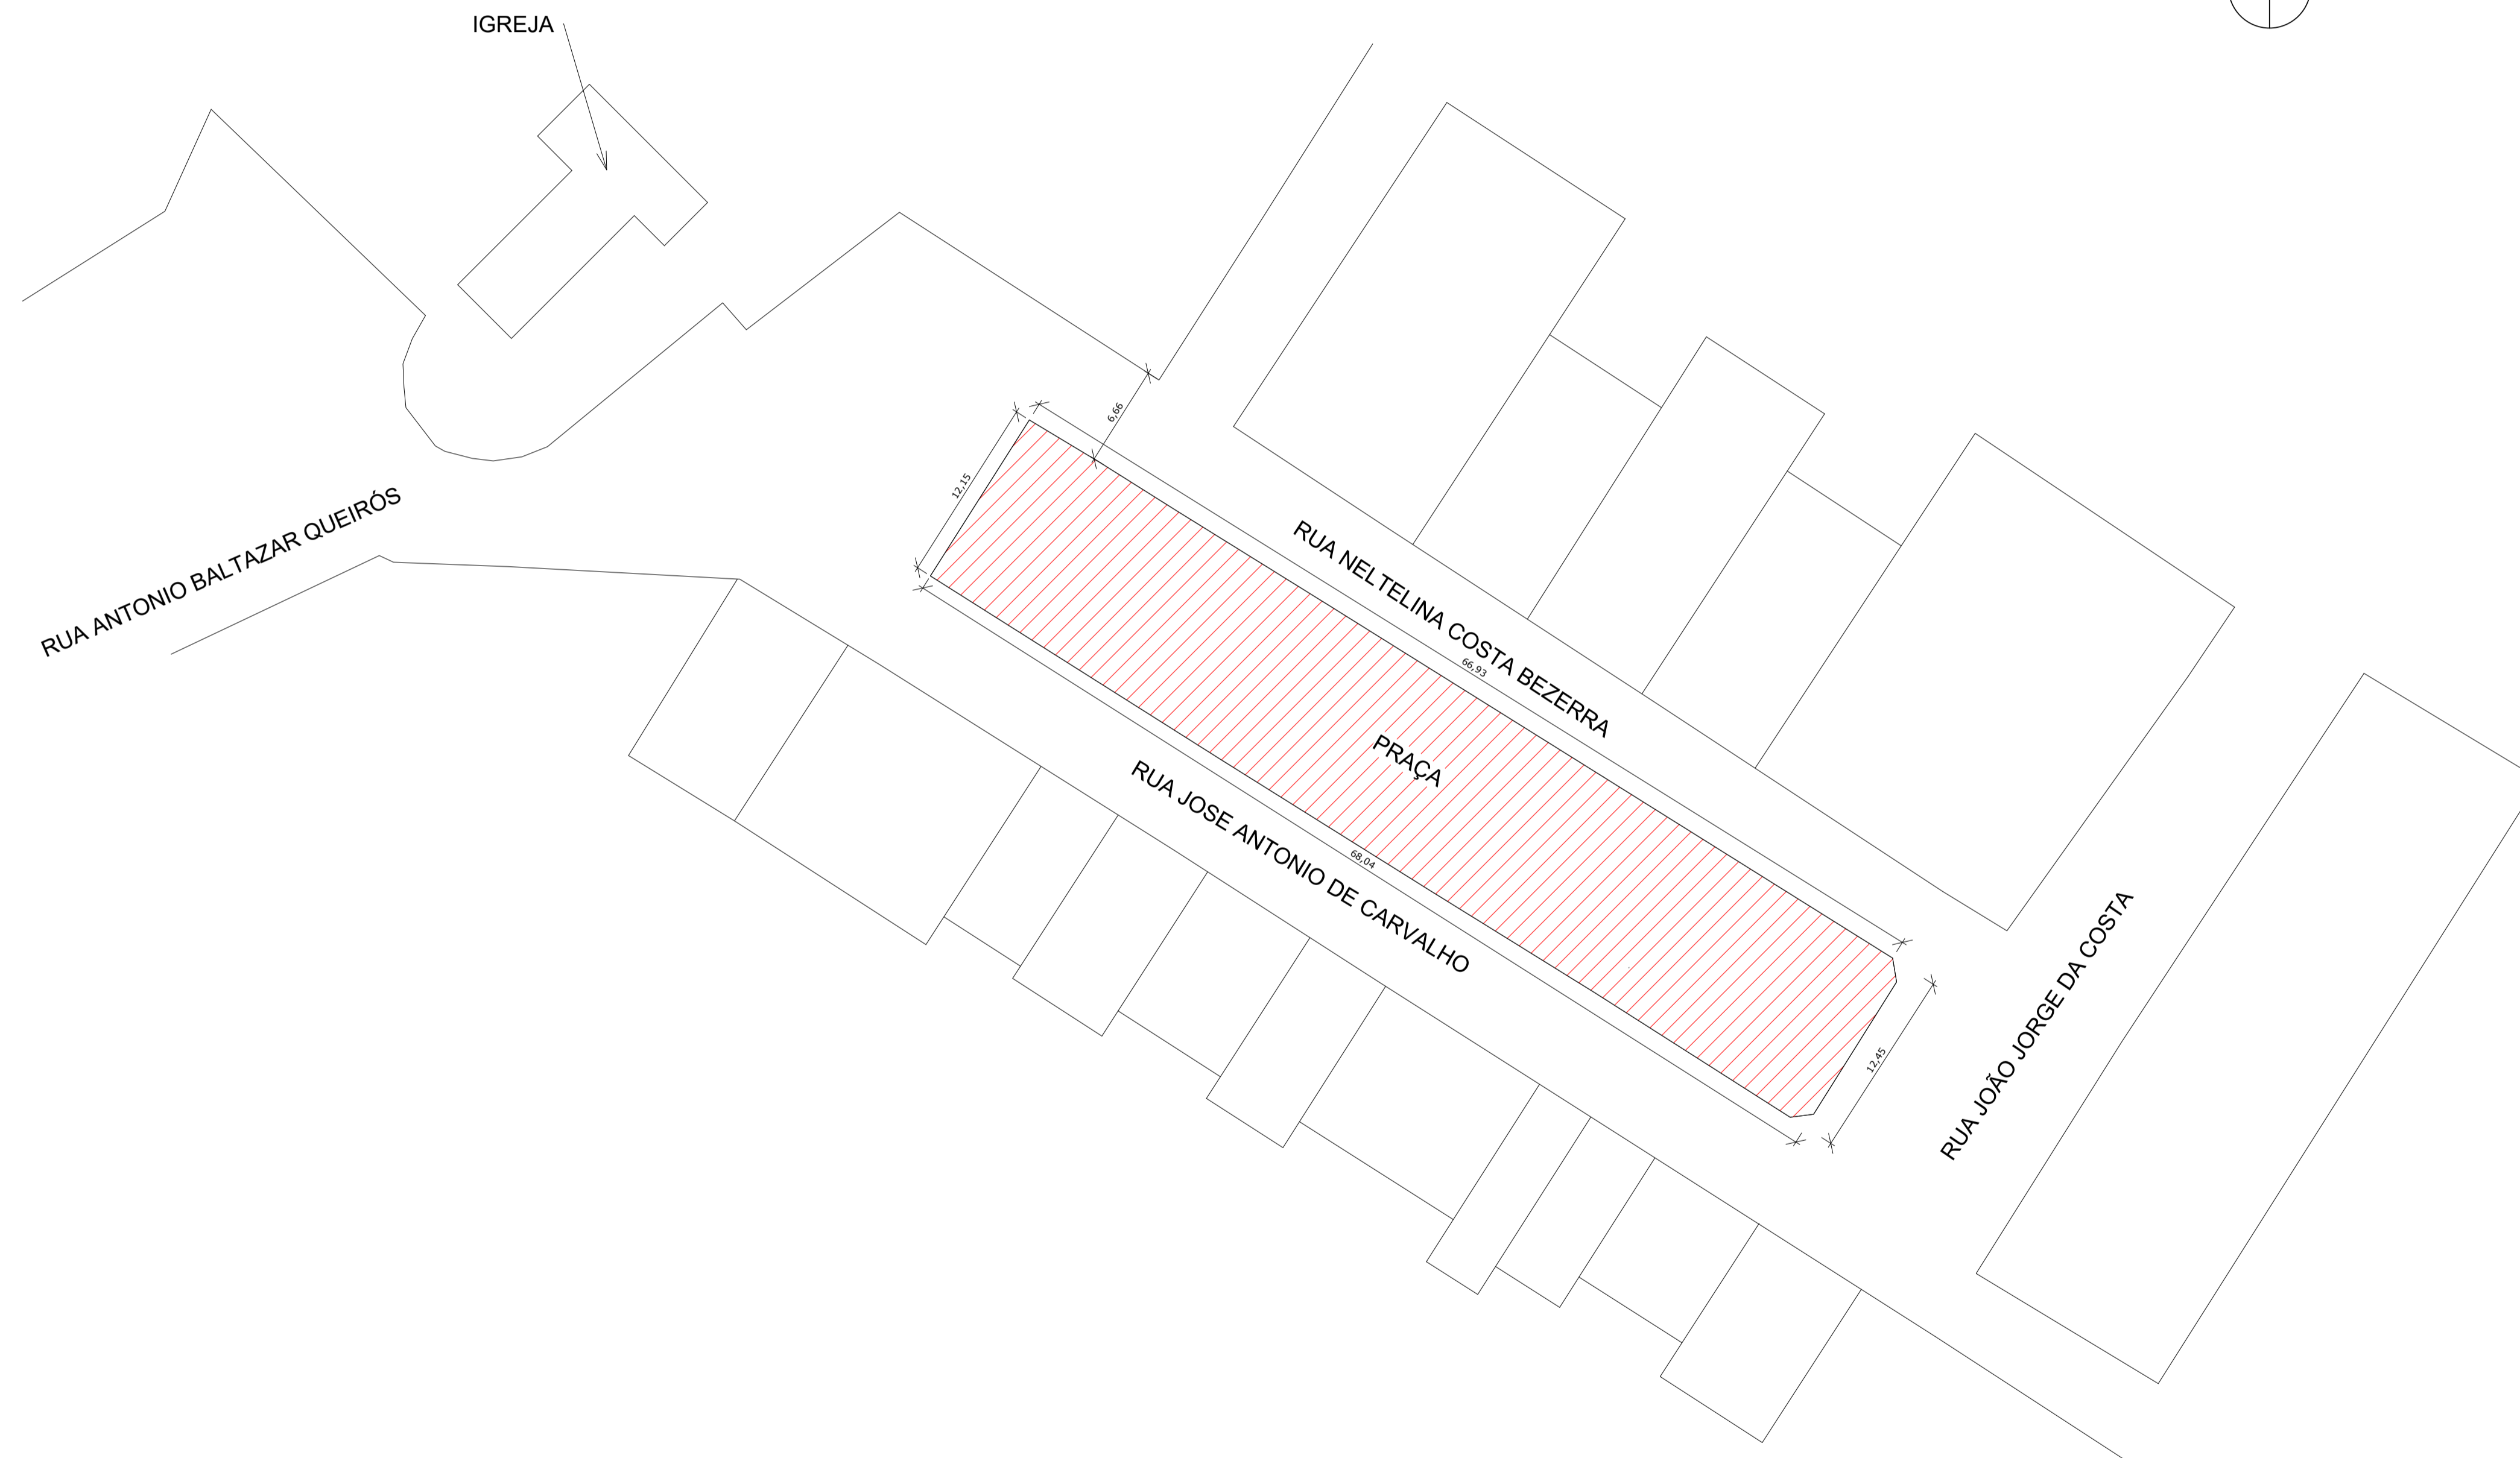 IGREJA
6,66
12,15
RUA ANTONIO BALTAZAR QUEIRÓS
RUA NELTELINA COSTA BEZERRA
66,93
PRAÇA
RUA JOSE ANTONIO DE CARVALHO
68,04
12,45
RUA JOÃO JORGE DA COSTA